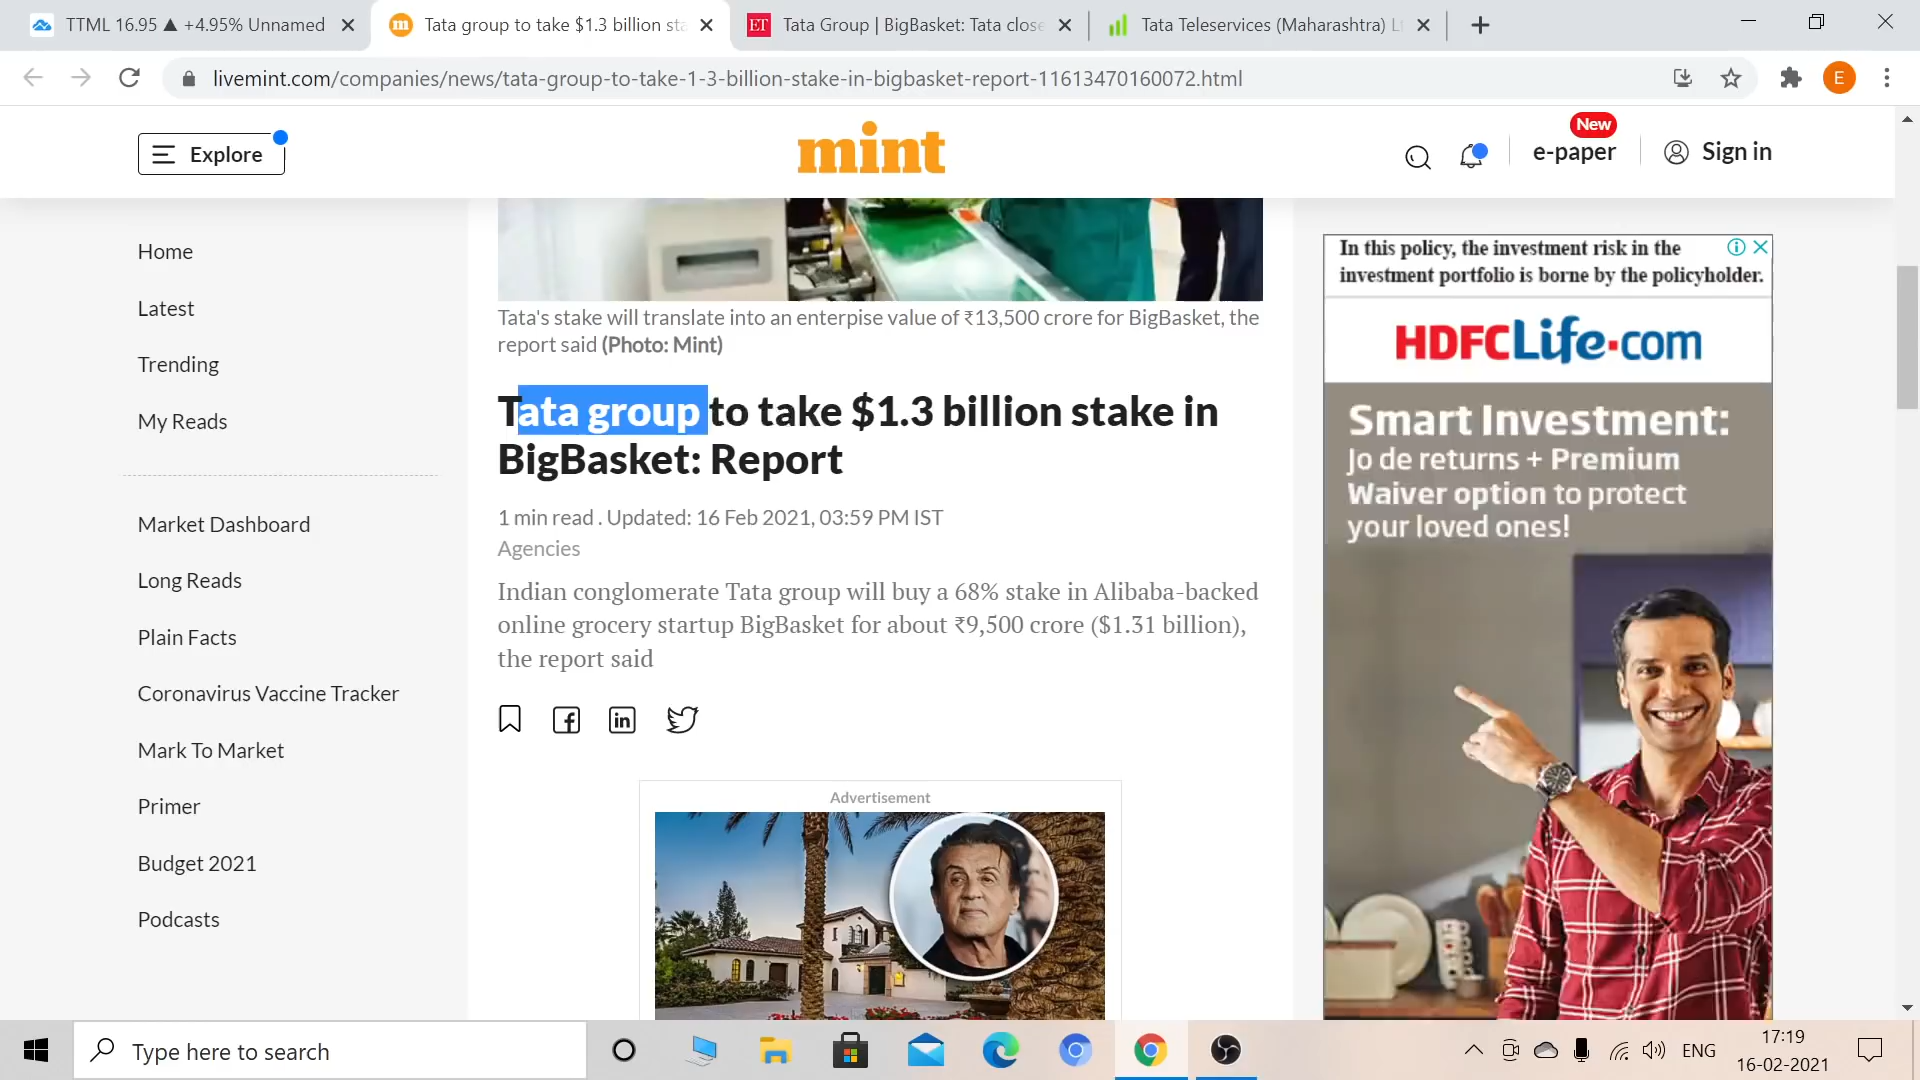 TTML 16.95 ▲ +4.95% Unnamed
Tata group to take $1.3 billion sta
ET
Tata Group | BigBasket: Tata close
Tata Teleservices (Maharashtra) L
livemint.com/companies/news/tata-group-to-take-1-3-billion-stake-in-bigbasket-report-11613470160072.html
E
Explore
mint
New
e-paper
Sign in
Home
Latest
Trending
My Reads
Market Dashboard
Long Reads
Plain Facts
Coronavirus Vaccine Tracker
Mark To Market
Primer
Budget 2021
Podcasts
Tata's stake will translate into an enterpise value of ₹13,500 crore for BigBasket, the
report said (Photo: Mint)
Tata group to take $1.3 billion stake in
BigBasket: Report
1 min read . Updated: 16 Feb 2021, 03:59 PM IST
Agencies
Indian conglomerate Tata group will buy a 68% stake in Alibaba-backed
online grocery startup BigBasket for about ₹9,500 crore ($1.31 billion),
the report said
Advertisement
In this policy, the investment risk in the
investment portfolio is borne by the policyholder.
HDFCLife.com
Smart Investment:
Jo de returns + Premium
Waiver option to protect
your loved ones!
Type here to search
ENG
17:19
16-02-2021